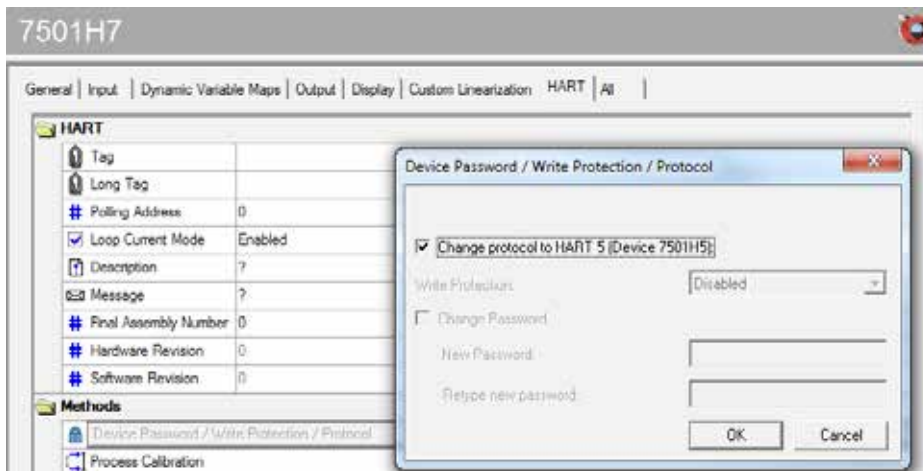 7501H7
General | Input | Dynamic Variable Maps | Output | Display | Custom Linearization HART | All |
HART
Tag
Long Tag
# Polling Address 0
Loop Current Mode Enabled
Description ?
Message ?
# Final Assembly Number 0
# Hardware Revision 0
# Software Revision 0
Methods
Device Password / Write Protection / Protocol
Process Calibration
Device Password / Write Protection / Protocol
Change protocol to HART 5 (Device 7501H5);
Write Protection: Disabled
Change Password
New Password:
Retype new password:
OK Cancel